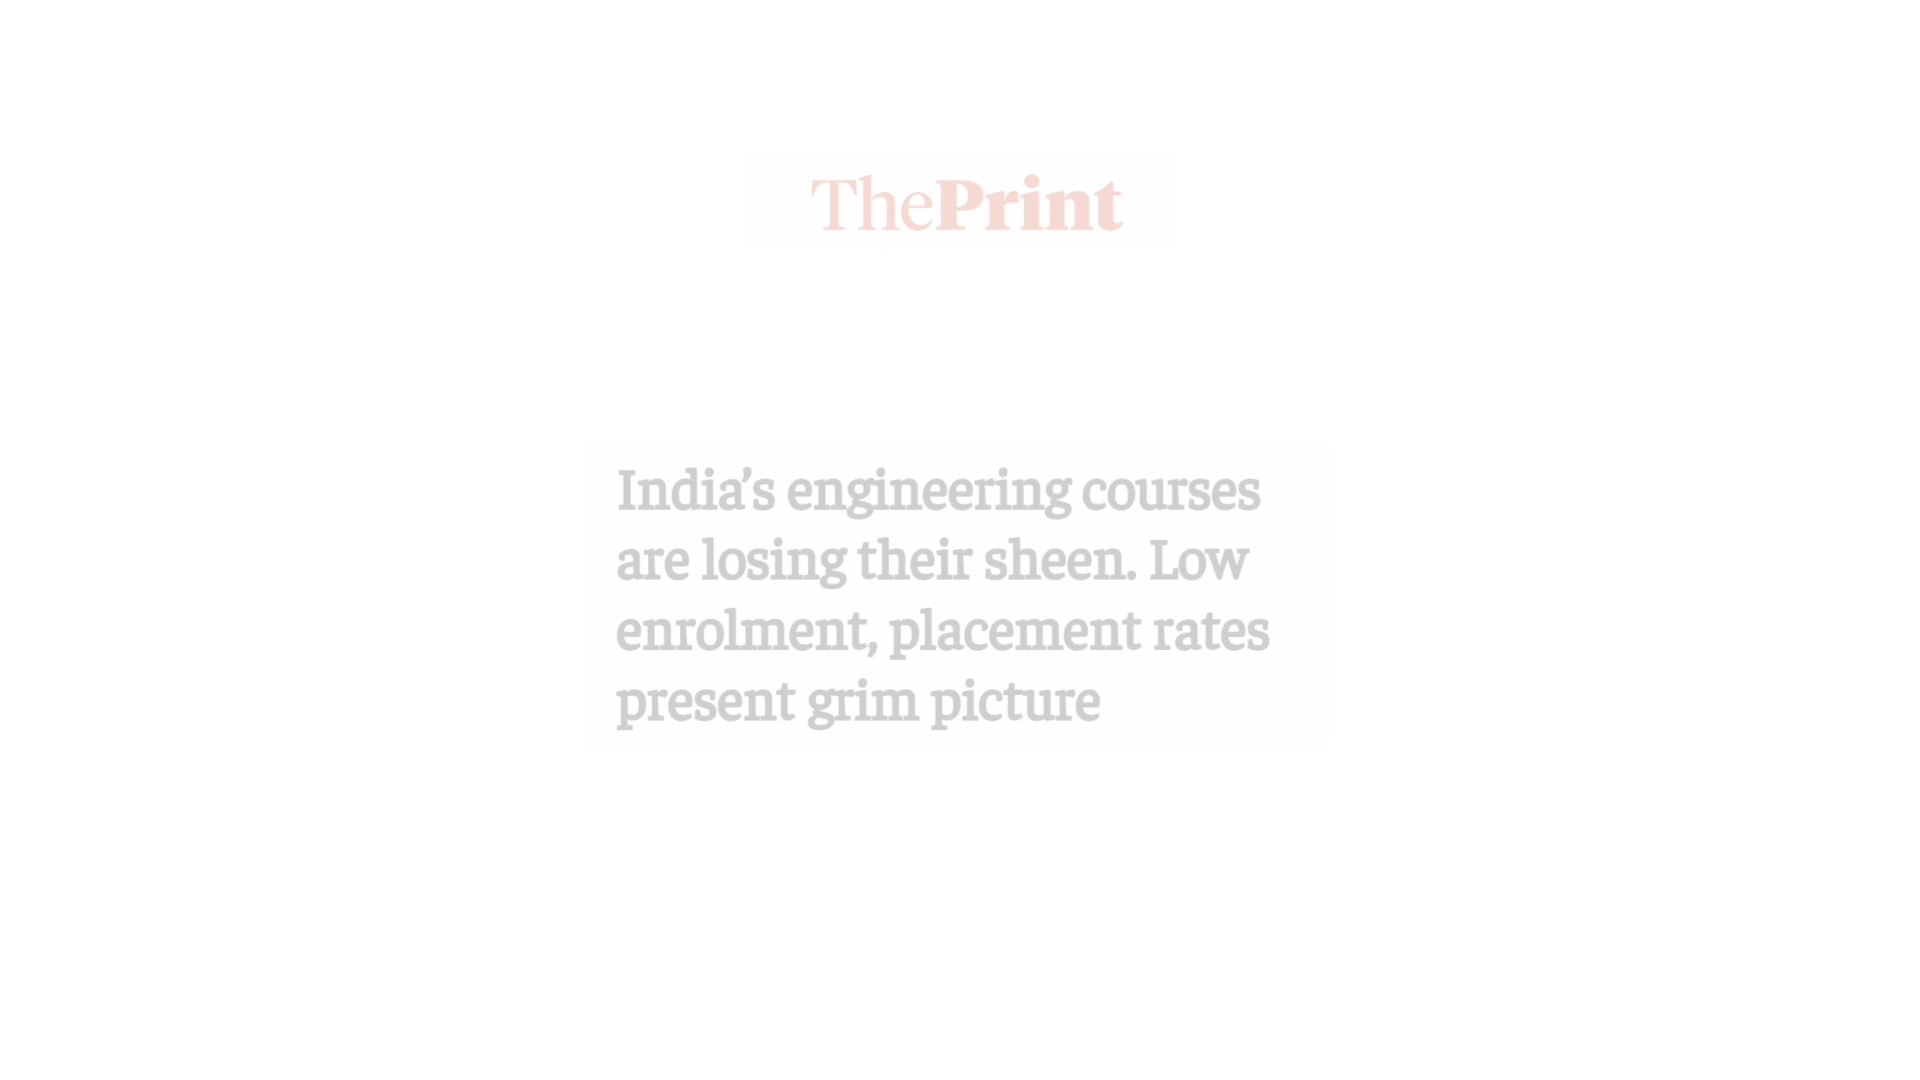 ThePrint
India’s engineering courses
are losing their sheen. Low
enrolment, placement rates
present grim picture